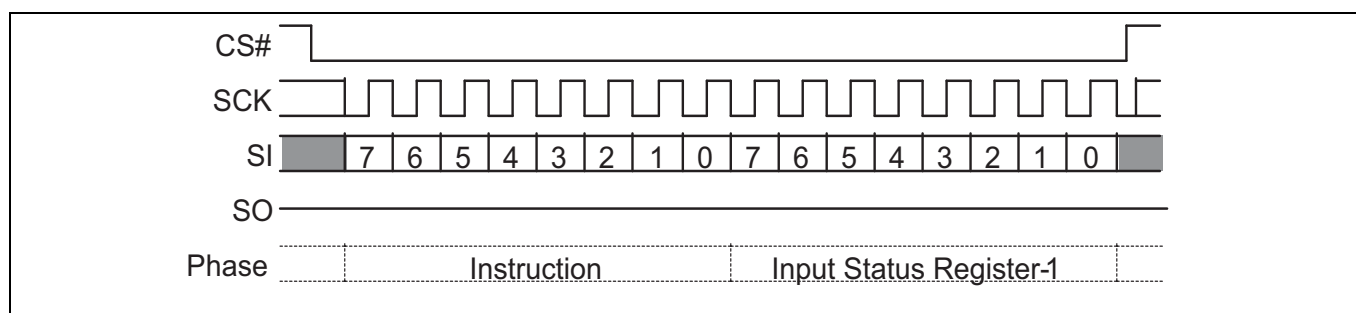 CS#
SCK
SI 7 6 5 4 3 2 1 0 7 6 5 4 3 2 1 0
SO
Phase Instruction Input Status Register-1